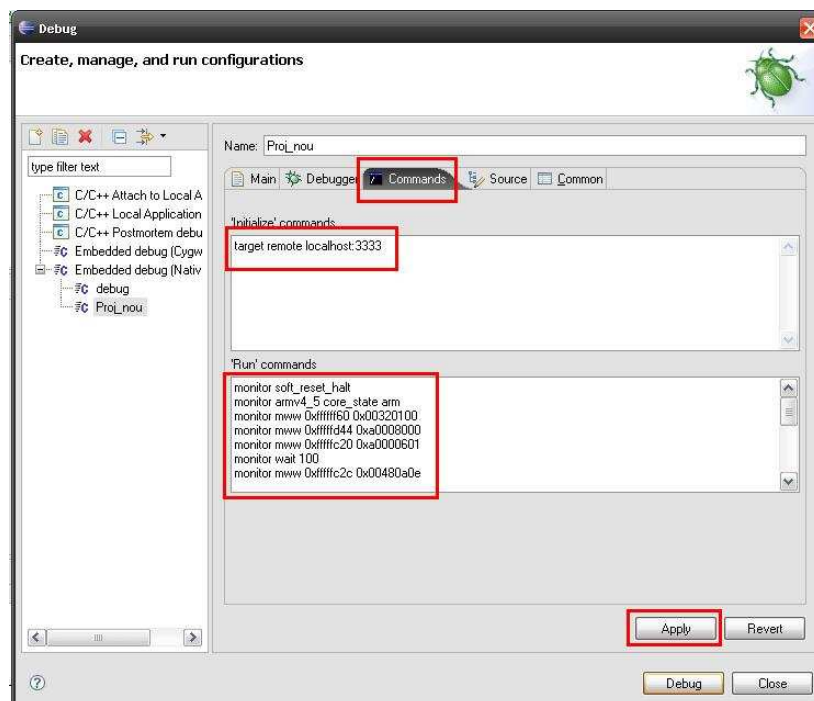 Debug
Create, manage, and run configurations
type filter text
C/C++ Attach to Local A
C/C++ Local Application
C/C++ Postmortem debu
Embedded debug (Cygw
Embedded debug (Nativ
debug
Proj_nou
Name: Proj_nou
Main Debugger Commands Source Common
'Initialize' commands
target remote localhost:3333
'Run' commands
monitor soft_reset_halt
monitor armv4_5 core_state arm
monitor mww 0xffffff60 0x00320100
monitor mww 0xfffffd44 0xa0008000
monitor mww 0xfffffc20 0xa0000601
monitor wait 100
monitor mww 0xfffffc2c 0x00480a0e
Apply Revert
Debug Close